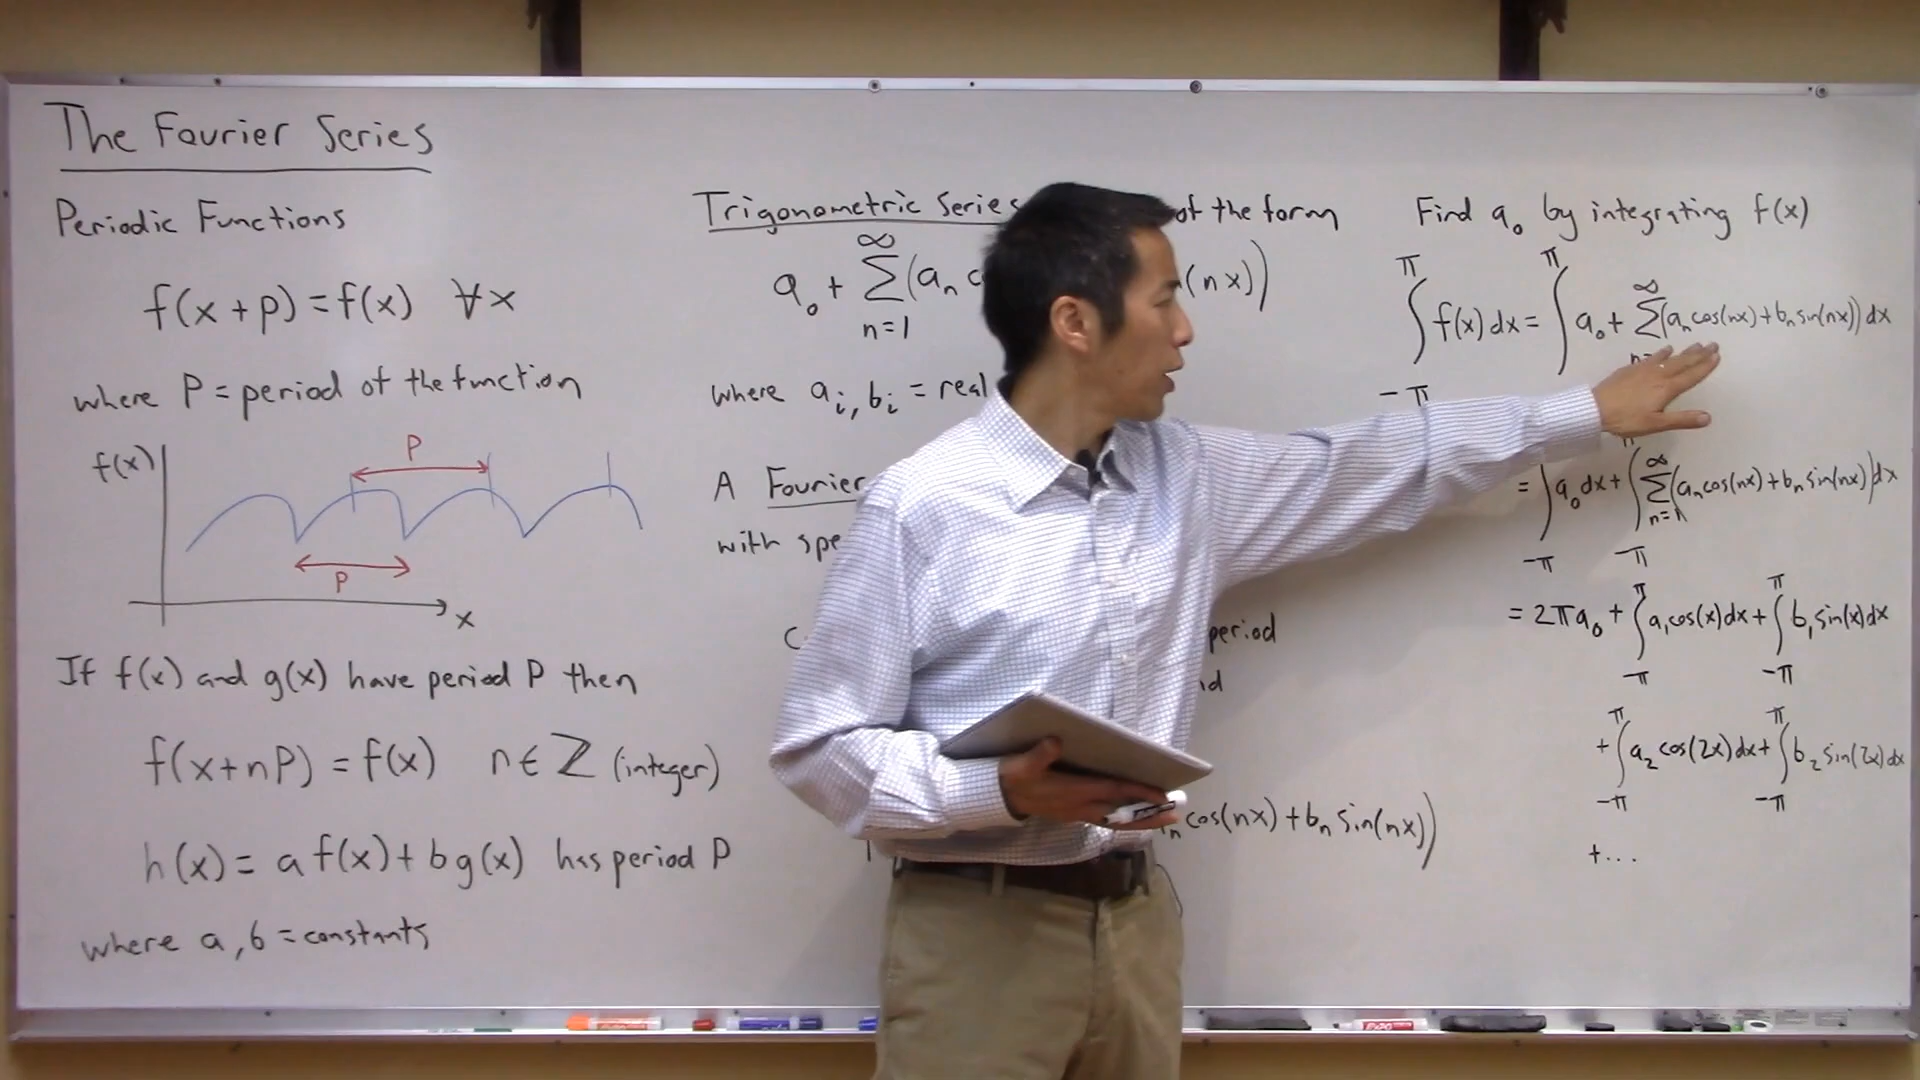 The Fourier Series
Periodic Functions
f(x+p) = f(x) ∀x
where P = period of the function
f(x)
P
P
x
If f(x) and g(x) have period P then
f(x+nP) = f(x) n∈ℤ (integer)
h(x) = a f(x) + b g(x) has period P
where a, b = constants
Trigonometric Series of the form
a₀ + ∑ (aₙ (nx))
∞
n=1
where aᵢ, bᵢ = real
A Fourier
with
period
cos(nx) + bₙ sin(nx))
Find a₀ by integrating f(x)
∫_{-π}^{π} f(x) dx = ∫^{π} a₀ + ∑^{∞} (aₙ cos(nx) + bₙ sin(nx)) dx
= ∫_{-π} a₀ dx + ∫_{-π}^{π} ∑_{n=1}^{∞} (aₙ cos(nx) + bₙ sin(nx)) dx
= 2πa₀ + ∫_{-π}^{π} a₁ cos(x) dx + ∫_{-π}^{π} b₁ sin(x) dx
+ ∫_{-π}^{π} a₂ cos(2x) dx + ∫_{-π}^{π} b₂ sin(2x) dx
+ ...
EXPO